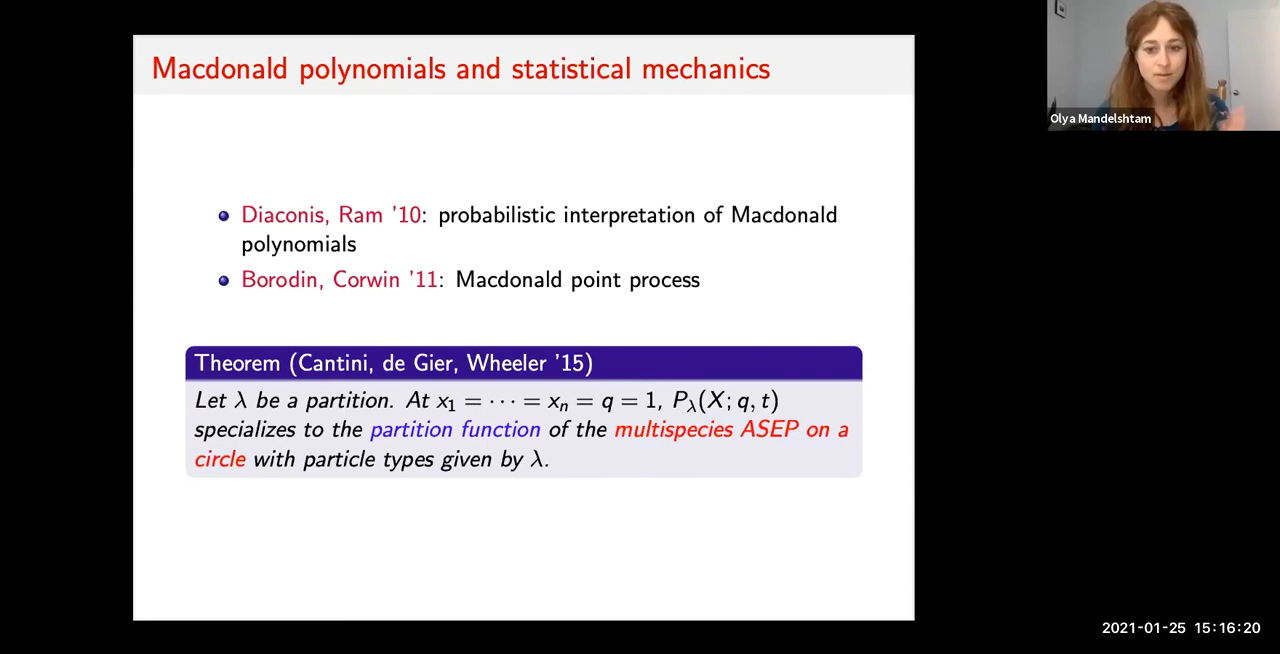 Macdonald polynomials and statistical mechanics
Olya Mandelshtam
Diaconis, Ram '10: probabilistic interpretation of Macdonald
polynomials
Borodin, Corwin '11: Macdonald point process
Theorem (Cantini, de Gier, Wheeler '15)
Let λ be a partition. At x₁ = ⋯ = xₙ = q = 1, P_λ(X; q, t)
specializes to the partition function of the multispecies ASEP on a
circle with particle types given by λ.
2021-01-25 15:16:20